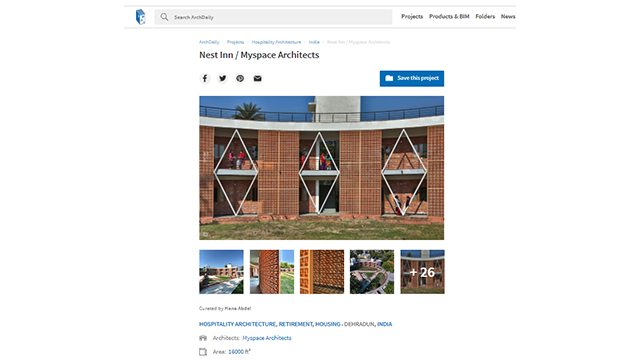 Search ArchDaily
Projects Products & BIM Folders News
ArchDaily > Projects > Hospitality Architecture > India > Nest Inn / Myspace Architects
Nest Inn / Myspace Architects
Save this project
+ 26
Curated by Hana Abdel
HOSPITALITY ARCHITECTURE, RETIREMENT, HOUSING • DEHRADUN, INDIA
Architects: Myspace Architects
Area: 16000 ft²